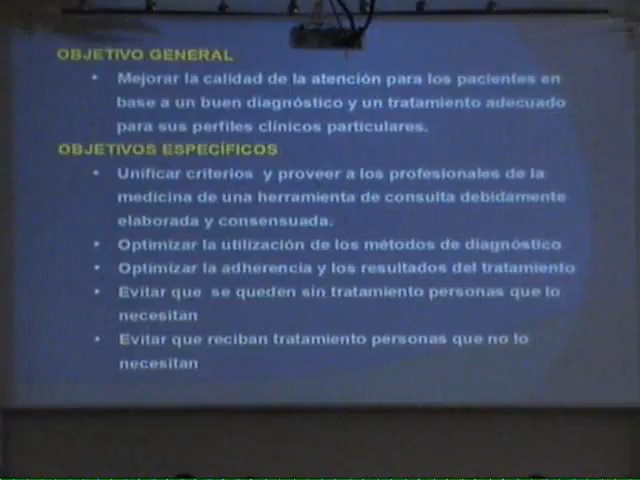 OBJETIVO GENERAL
• Mejorar la calidad de la atención para los pacientes en
base a un buen diagnóstico y un tratamiento adecuado
para sus perfiles clínicos particulares.
OBJETIVOS ESPECÍFICOS
• Unificar criterios y proveer a los profesionales de la
medicina de una herramienta de consulta debidamente
elaborada y consensuada.
• Optimizar la utilización de los métodos de diagnóstico
• Optimizar la adherencia y los resultados del tratamiento
• Evitar que se queden sin tratamiento personas que lo
necesitan
• Evitar que reciban tratamiento personas que no lo
necesitan